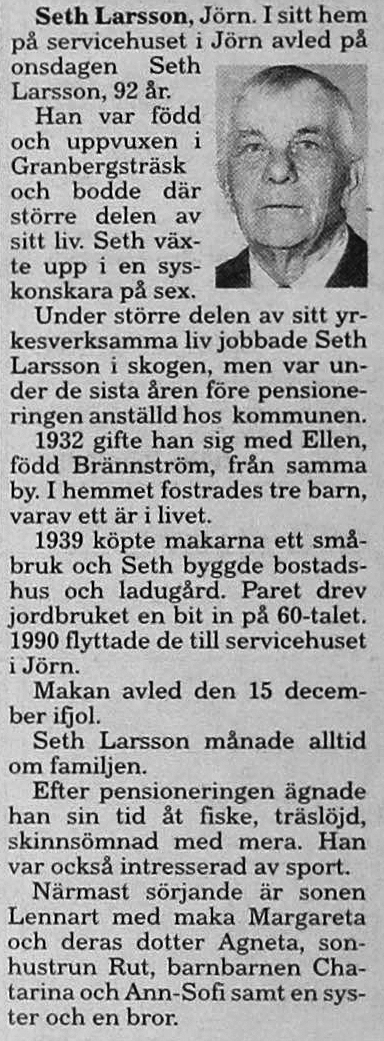 Seth Larsson, Jörn. I sitt hem
på servicehuset i Jörn avled på
onsdagen Seth
Larsson, 92 år.
Han var född
och uppvuxen i
Granbergsträsk
och bodde där
större delen av
sitt liv. Seth väx-
te upp i en sys-
konskara på sex.
Under större delen av sitt yr-
kesverksamma liv jobbade Seth
Larsson i skogen, men var un-
der de sista åren före pensione-
ringen anställd hos kommunen.
1932 gifte han sig med Ellen,
född Brännström, från samma
by. I hemmet fostrades tre barn,
varav ett är i livet.
1939 köpte makarna ett små-
bruk och Seth byggde bostads-
hus och ladugård. Paret drev
jordbruket en bit in på 60-talet.
1990 flyttade de till servicehuset
i Jörn.
Makan avled den 15 decem-
ber ifjol.
Seth Larsson månade alltid
om familjen.
Efter pensioneringen ägnade
han sin tid åt fiske, träslöjd,
skinnsömnad med mera. Han
var också intresserad av sport.
Närmast sörjande är sonen
Lennart med maka Margareta
och deras dotter Agneta, son-
hustrun Rut, barnbarnen Cha-
tarina och Ann-Sofi samt en sys-
ter och en bror.